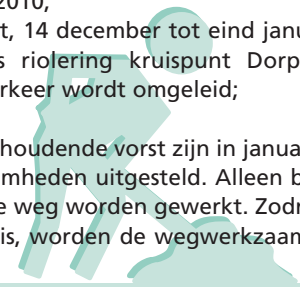 2010,
t, 14 december tot eind janu
s riolering kruispunt Dorp
rkeer wordt omgeleid;
houdende vorst zijn in janua
mheden uitgesteld. Alleen b
e weg worden gewerkt. Zodr
is, worden de wegwerkzaam